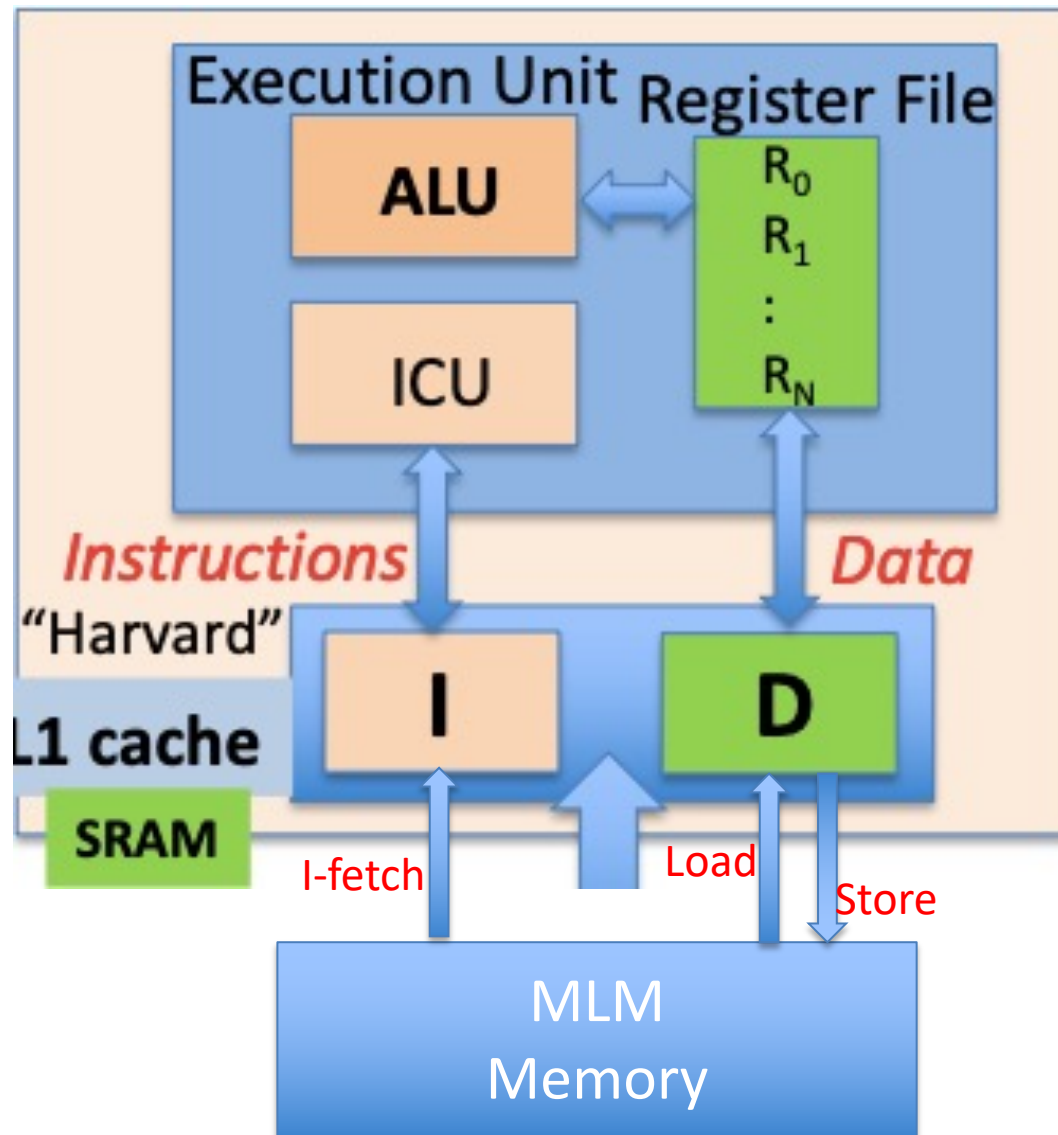 Execution Unit
Register File
ALU
R0
R1
:
RN
ICU
Instructions
Data
“Harvard”
I
D
L1 cache
SRAM
I-fetch
Load
Store
MLM
Memory